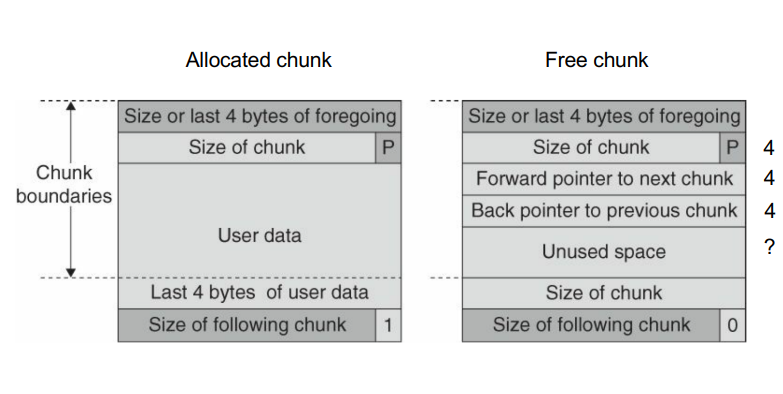 Allocated chunk
Free chunk
Size or last 4 bytes of foregoing
Size of chunk
P
Chunk
boundaries
User data
Last 4 bytes of user data
Size of following chunk
1
Size or last 4 bytes of foregoing
Size of chunk
P
4
Forward pointer to next chunk
4
Back pointer to previous chunk
4
Unused space
?
Size of chunk
Size of following chunk
0